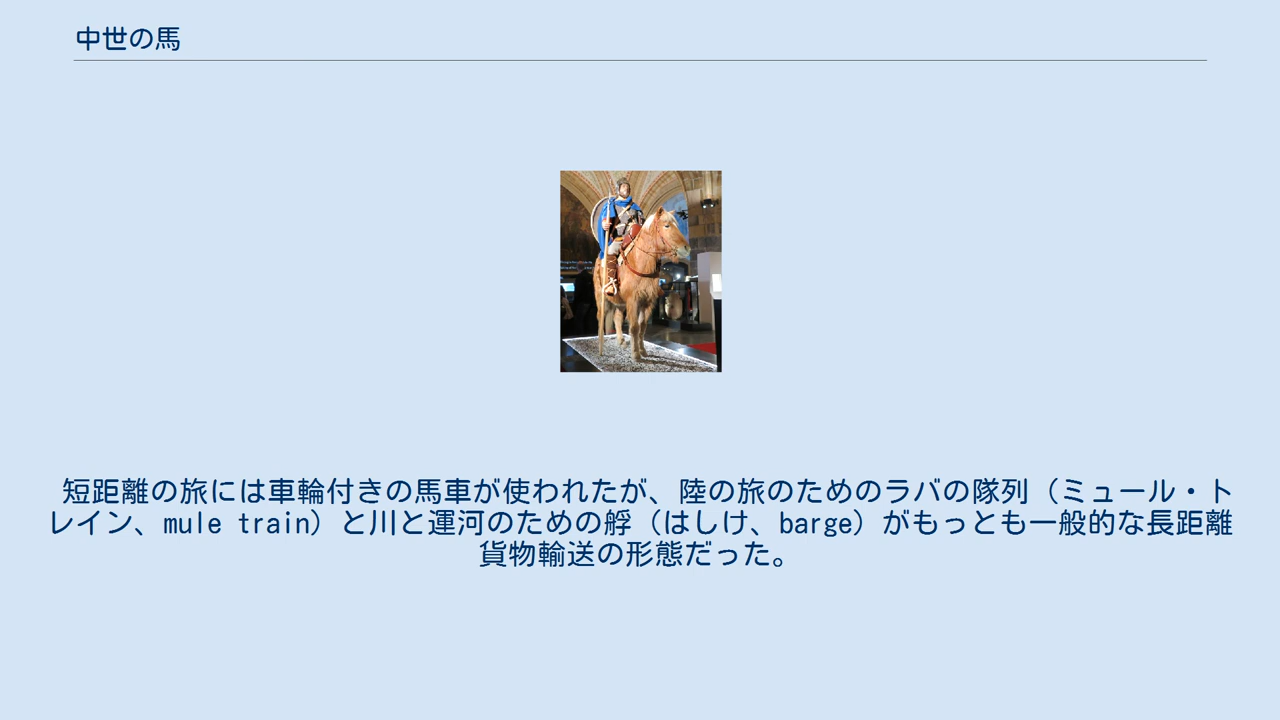 中世の馬
短距離の旅には車輪付きの馬車が使われたが、陸の旅のためのラバの隊列（ミュール・ト
レイン、mule train）と川と運河のための艀（はしけ、barge）がもっとも一般的な長距離
貨物輸送の形態だった。